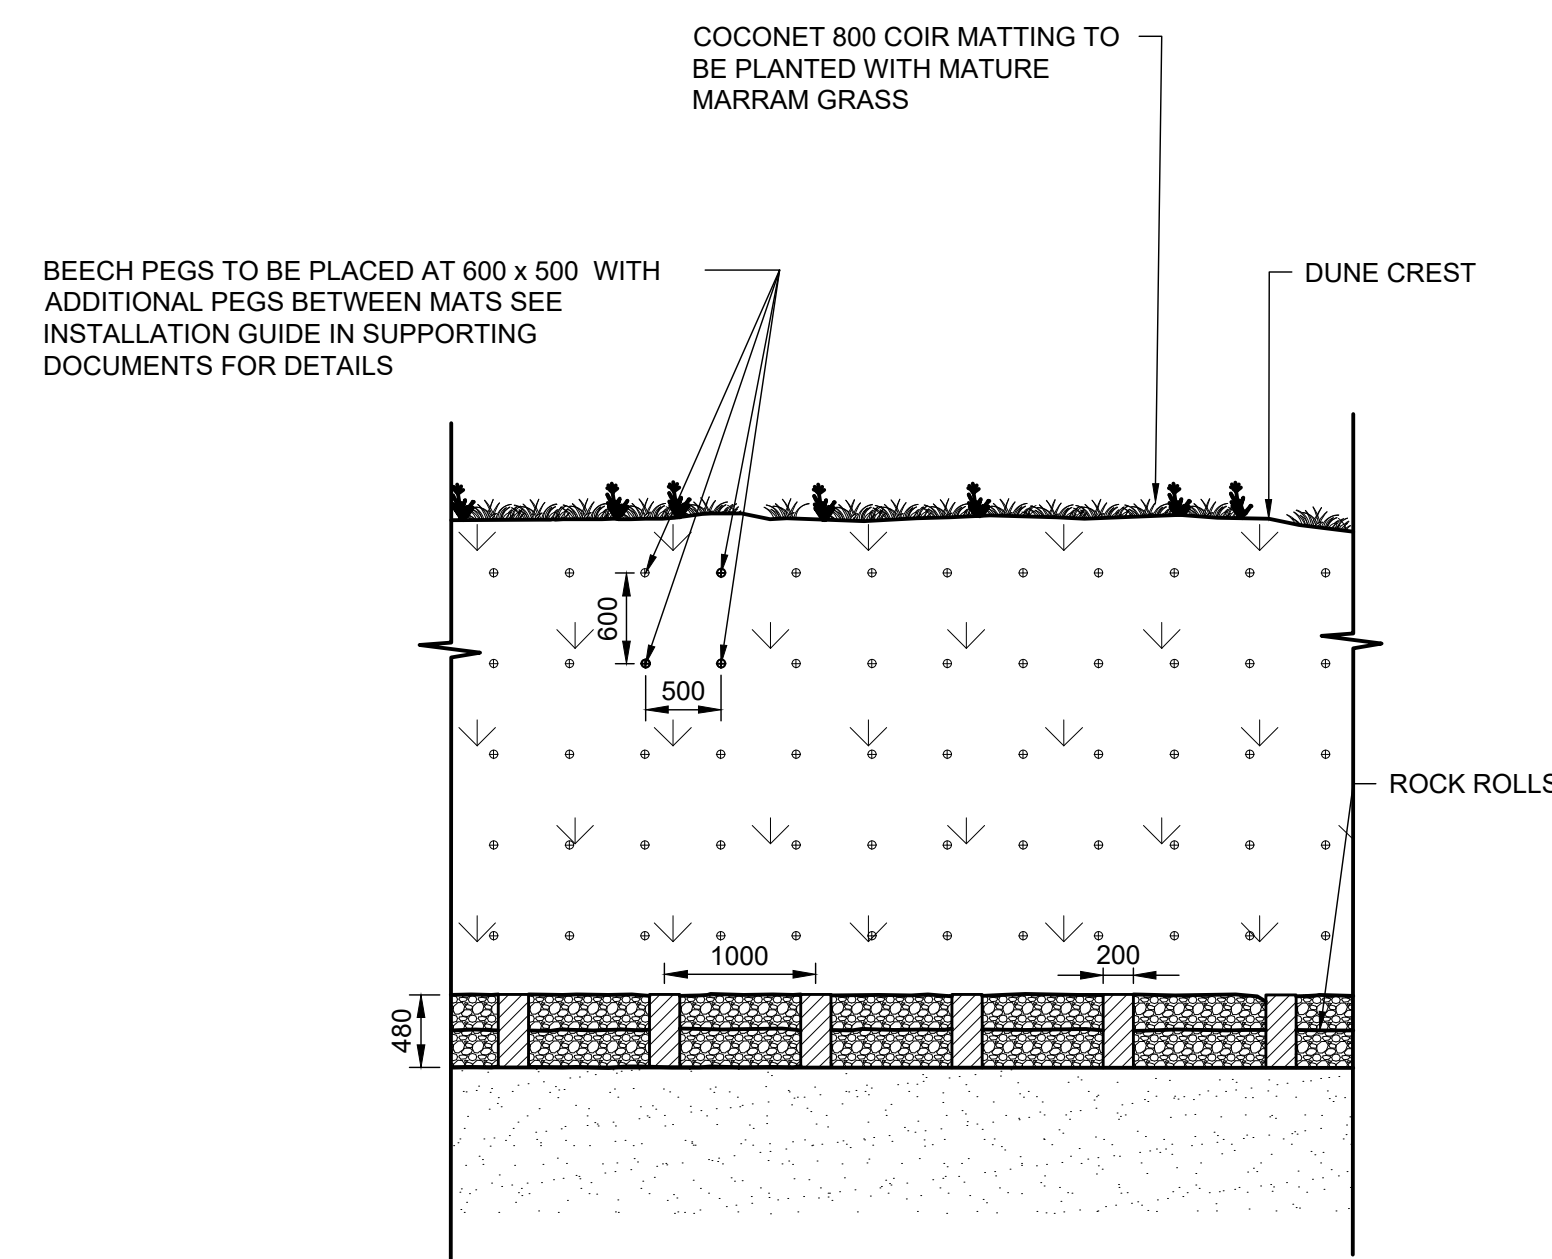 COCONET 800 COIR MATTING TO
BE PLANTED WITH MATURE
MARRAM GRASS
BEECH PEGS TO BE PLACED AT 600 x 500 WITH
ADDITIONAL PEGS BETWEEN MATS SEE
INSTALLATION GUIDE IN SUPPORTING
DOCUMENTS FOR DETAILS
DUNE CREST
600
500
ROCK ROLLS
1000
200
480